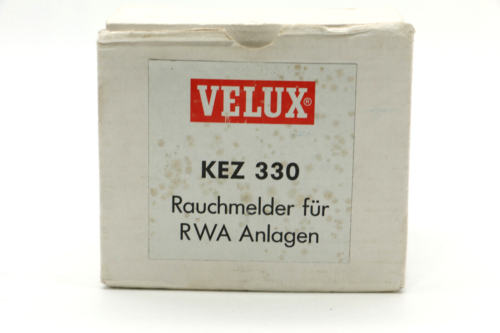 VELUX®
KEZ 330
Rauchmelder für
RWA Anlagen